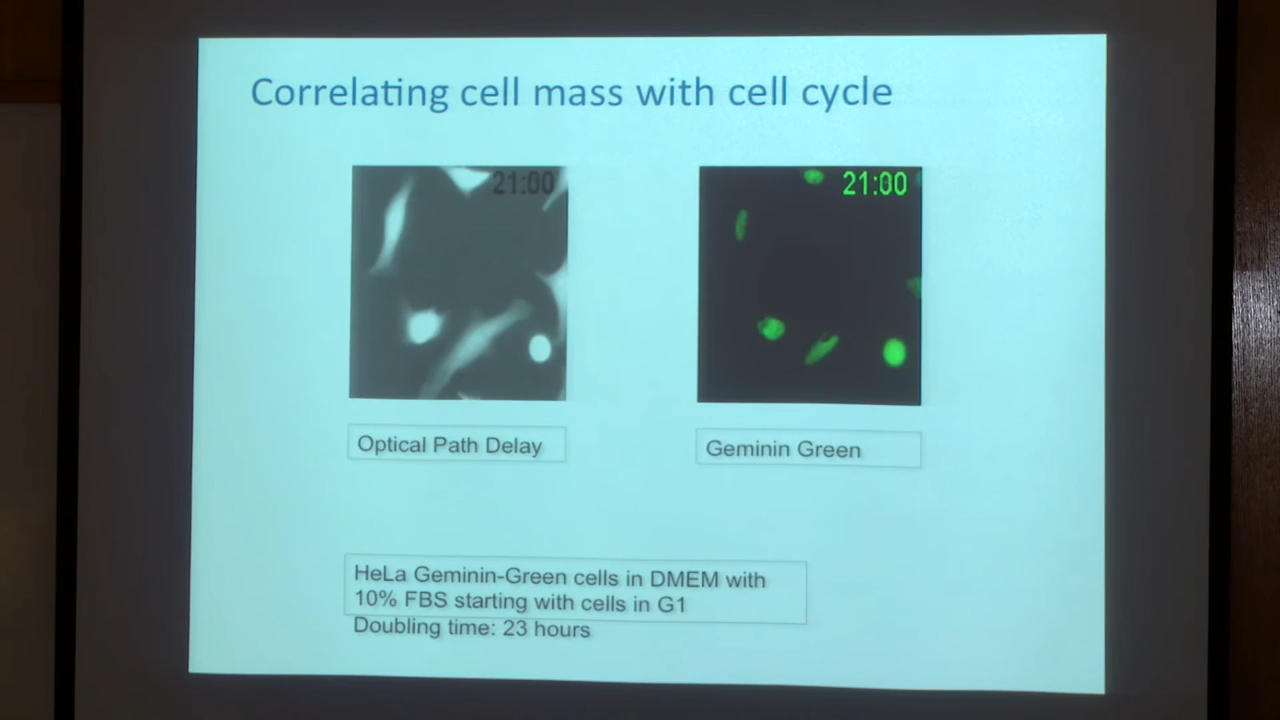 Correlating cell mass with cell cycle
21:00
21:00
Optical Path Delay
Geminin Green
HeLa Geminin-Green cells in DMEM with
10% FBS starting with cells in G1
Doubling time: 23 hours